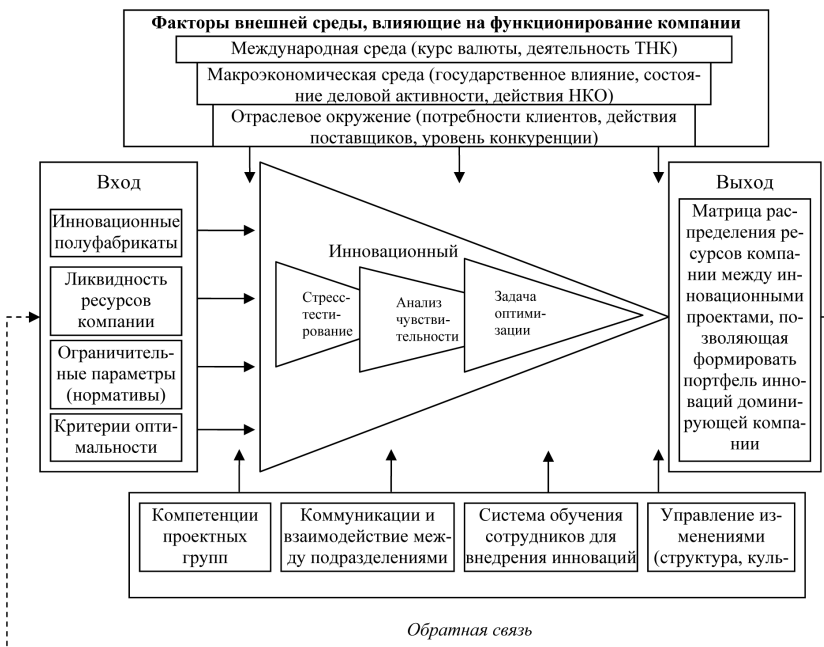 Факторы внешней среды, влияющие на функционирование компании
Международная среда (курс валюты, деятельность ТНК)
Макроэкономическая среда (государственное влияние, состоя-
ние деловой активности, действия НКО)
Отраслевое окружение (потребности клиентов, действия
поставщиков, уровень конкуренции)
Вход
Инновационные
полуфабрикаты
Ликвидность
ресурсов
компании
Ограничитель-
ные параметры
(нормативы)
Критерии опти-
мальности
Инновационный
Стресс-
тести-
рование
Анализ
чувстви-
тельности
Задача
оптими-
зации
Выход
Матрица рас-
пределения ре-
сурсов компа-
нии между ин-
новационными
проектами, по-
зволяющая
формировать
портфель инно-
ваций домини-
рующей компа-
нии
Компетенции
проектных
групп
Коммуникации и
взаимодействие меж-
ду подразделениями
Система обучения
сотрудников для
внедрения инноваций
Управление из-
менениями
(структура, куль-
Обратная связь